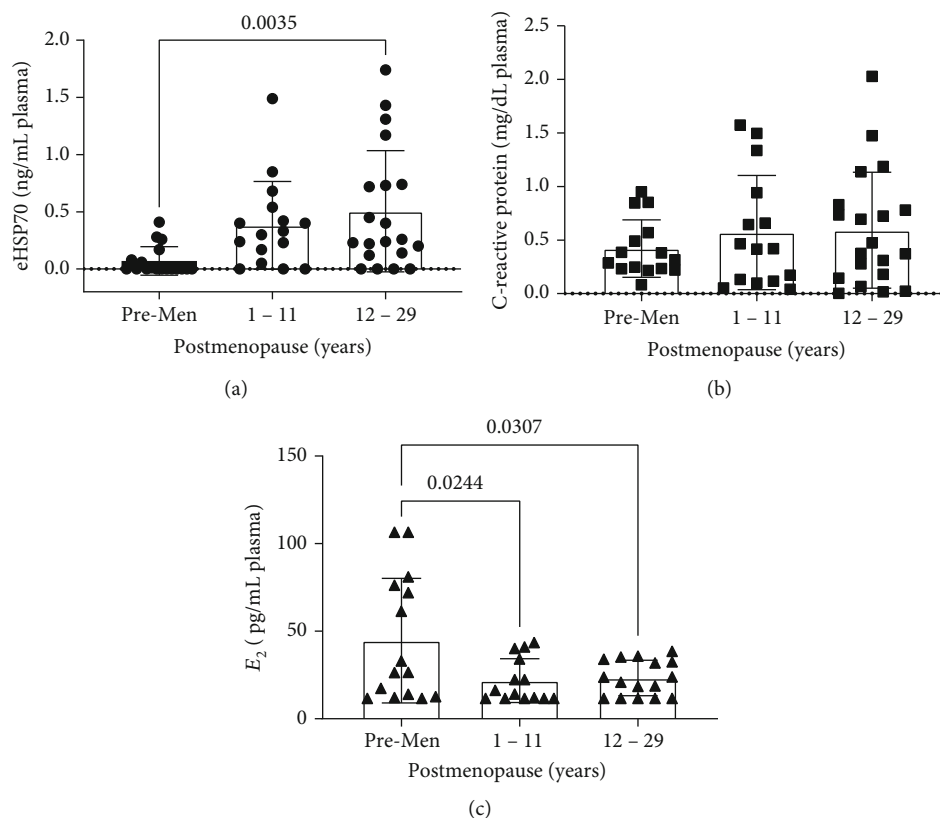 0.0035
2.0
1.5
1.0
0.5
0.0
eHSP70 (ng/mL plasma)
Pre-Men 1 – 11 12 – 29
Postmenopause (years)
(a)
2.5
2.0
1.5
1.0
0.5
0.0
C-reactive protein (mg/dL plasma)
Pre-Men 1 – 11 12 – 29
Postmenopause (years)
(b)
0.0307
0.0244
150
100
50
0
E2 ( pg/mL plasma)
Pre-Men 1 – 11 12 – 29
Postmenopause (years)
(c)